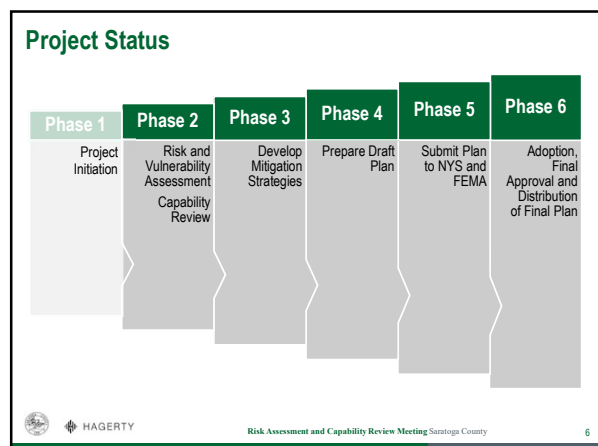 Project Status
Phase 1
Project
Initiation
Phase 2
Risk and
Vulnerability
Assessment
Capability
Review
Phase 3
Develop
Mitigation
Strategies
Phase 4
Prepare Draft
Plan
Phase 5
Submit Plan
to NYS and
FEMA
Phase 6
Adoption,
Final
Approval and
Distribution
of Final Plan
HAGERTY
Risk Assessment and Capability Review Meeting Saratoga County
6